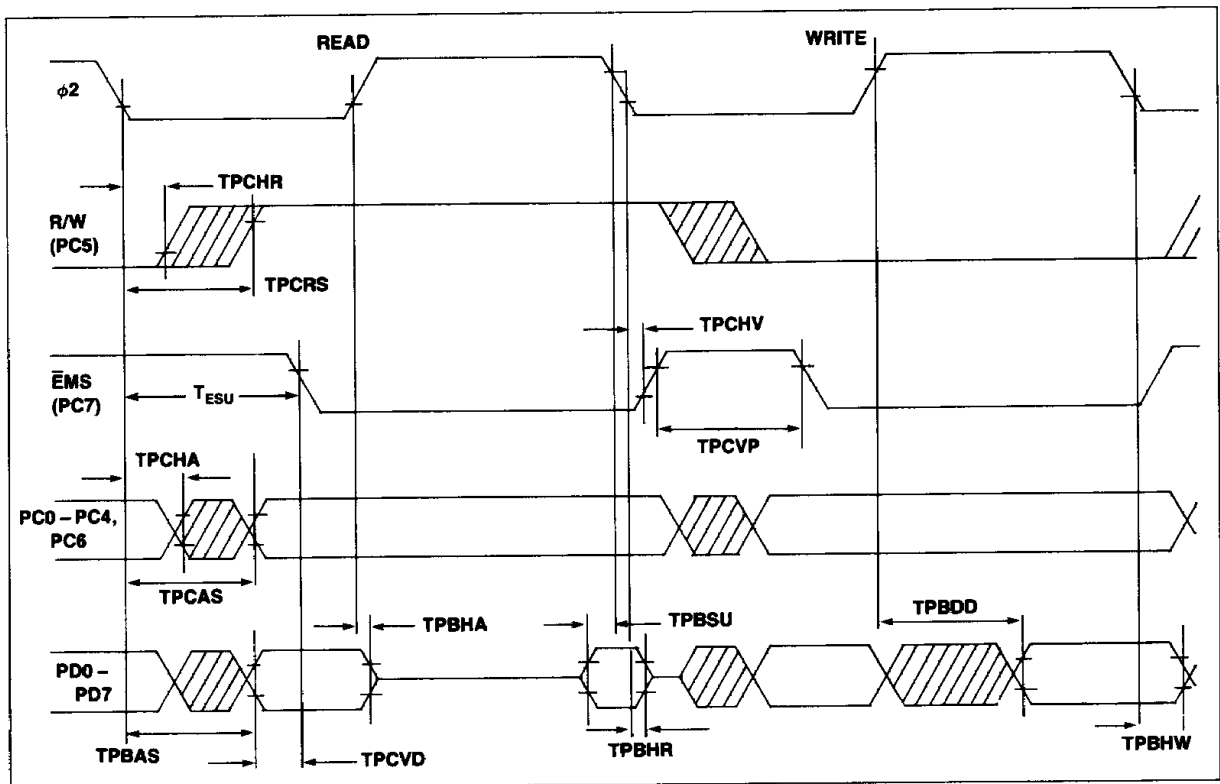 READ
WRITE
ϕ2
TPCHR
R/W
(PC5)
TPCRS
TPCHV
E̅MS
(PC7)
TESU
TPCVP
TPCHA
PC0 – PC4,
PC6
TPCAS
TPBHA
TPBSU
TPBDD
PD0 –
PD7
TPBAS
TPCVD
TPBHR
TPBHW